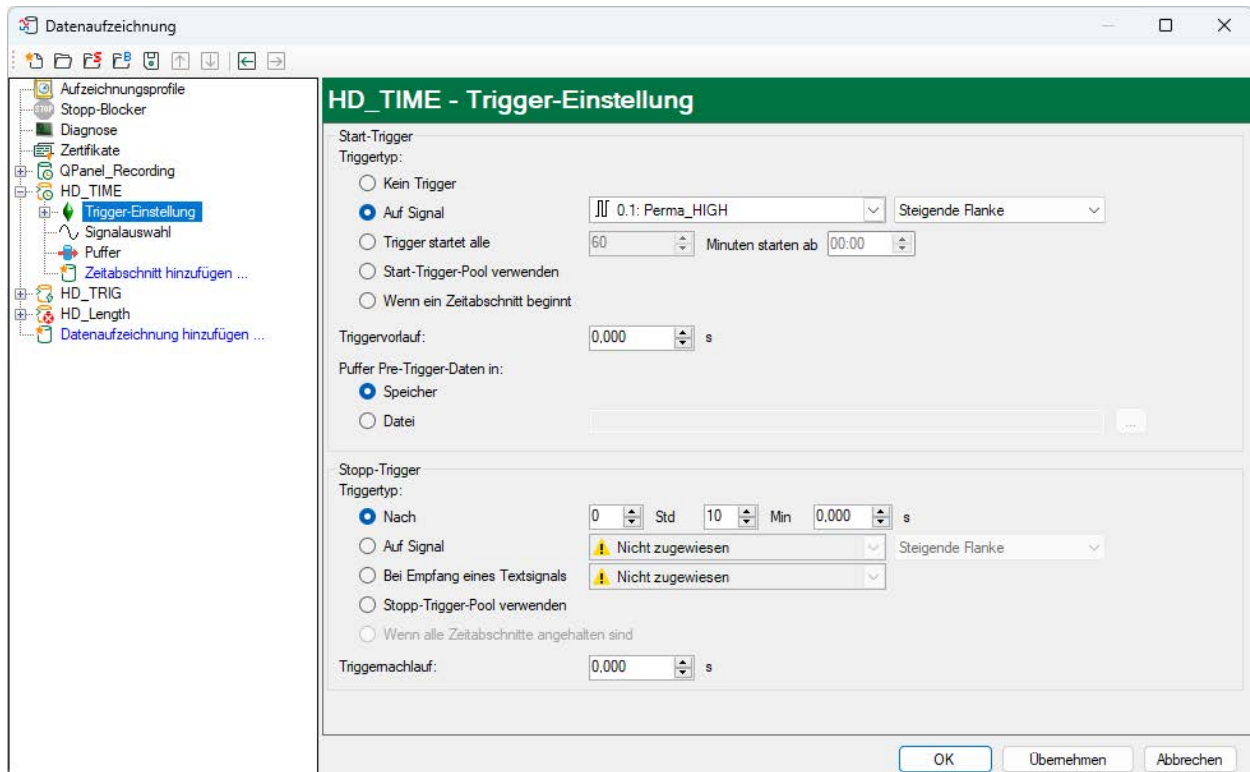 Datenaufzeichnung
Aufzeichnungsprofile
STOP Stopp-Blocker
Diagnose
Zertifikate
QPanel_Recording
HD_TIME
Trigger-Einstellung
Signalauswahl
Puffer
Zeitabschnitt hinzufügen ...
HD_TRIG
HD_Length
Datenaufzeichnung hinzufügen ...
HD_TIME - Trigger-Einstellung
Start-Trigger
Triggertyp:
Kein Trigger
Auf Signal 0.1: Perma_HIGH Steigende Flanke
Trigger startet alle 60 Minuten starten ab 00:00
Start-Trigger-Pool verwenden
Wenn ein Zeitabschnitt beginnt
Triggervorlauf: 0,000 s
Puffer Pre-Trigger-Daten in:
Speicher
Datei ...
Stopp-Trigger
Triggertyp:
Nach 0 Std 10 Min 0,000 s
Auf Signal Nicht zugewiesen Steigende Flanke
Bei Empfang eines Textsignals Nicht zugewiesen
Stopp-Trigger-Pool verwenden
Wenn alle Zeitabschnitte angehalten sind
Triggernachlauf: 0,000 s
OK Übernehmen Abbrechen